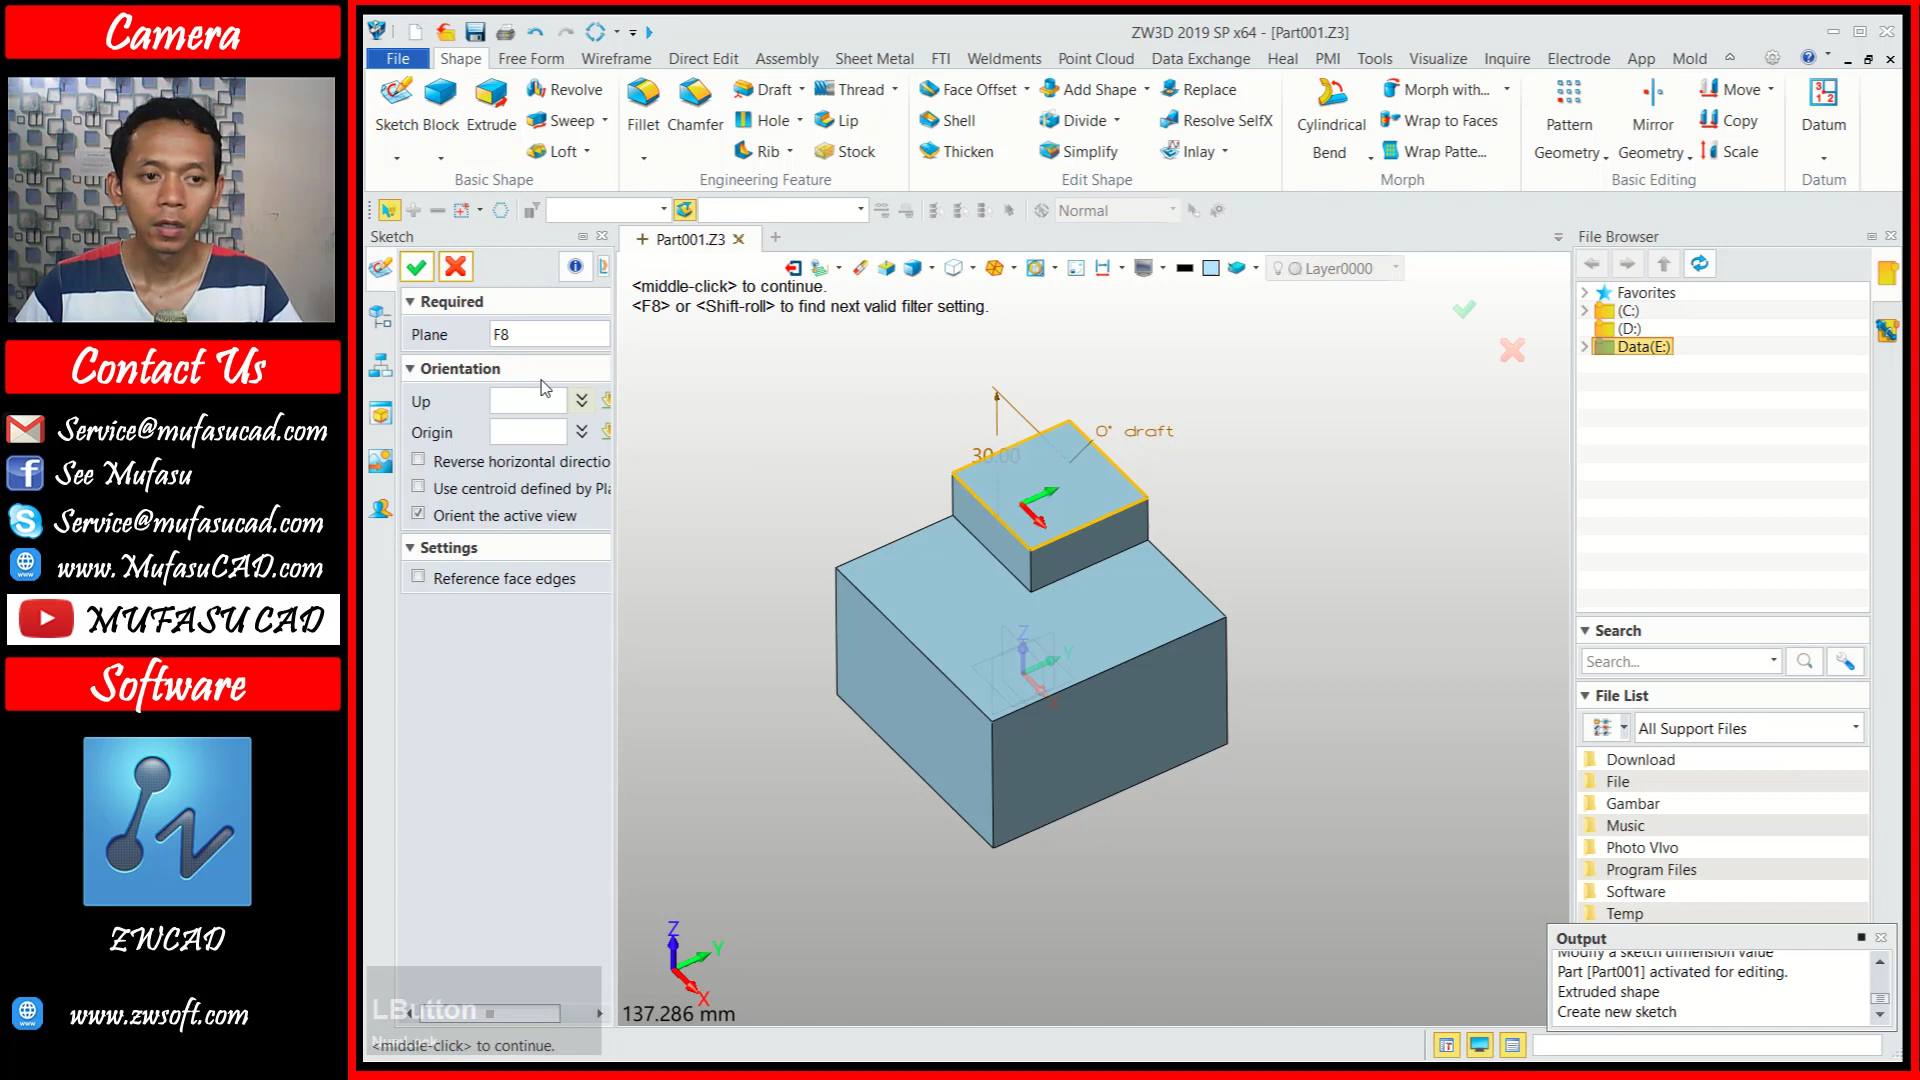 Camera
Contact Us
Service@mufasucad.com
See Mufasu
Service@mufasucad.com
www.MufasuCAD.com
MUFASU CAD
Software
ZWCAD
www.zwsoft.com
ZW3D 2019 SP x64 - [Part001.Z3]
File Shape Free Form Wireframe Direct Edit Assembly Sheet Metal FTI Weldments Point Cloud Data Exchange Heal PMI Tools Visualize Inquire Electrode App Mold
Sketch Block Extrude Revolve Sweep Loft
Basic Shape
Fillet Chamfer Draft Thread Hole Lip Rib Stock
Engineering Feature
Face Offset Add Shape Replace
Shell Divide Resolve SelfX
Thicken Simplify Inlay
Edit Shape
Cylindrical Bend Morph with... Wrap to Faces Wrap Patte...
Morph
Pattern Geometry Mirror Geometry Move Copy Scale
Basic Editing
Datum
Datum
Normal
Sketch
Part001.Z3
Layer0000
<middle-click> to continue.
<F8> or <Shift-roll> to find next valid filter setting.
Required
Plane F8
Orientation
Up
Origin
Reverse horizontal directio
Use centroid defined by Pla
Orient the active view
Settings
Reference face edges
0° draft
30.00
Z
Y
X
Z
Y
X
137.286 mm
LButton
<middle-click> to continue.
File Browser
Favorites
(C:)
(D:)
Data(E:)
Search
Search...
File List
All Support Files
Download
File
Gambar
Music
Photo VIvo
Program Files
Software
Temp
Output
Modify a sketch dimension value
Part [Part001] activated for editing.
Extruded shape
Create new sketch